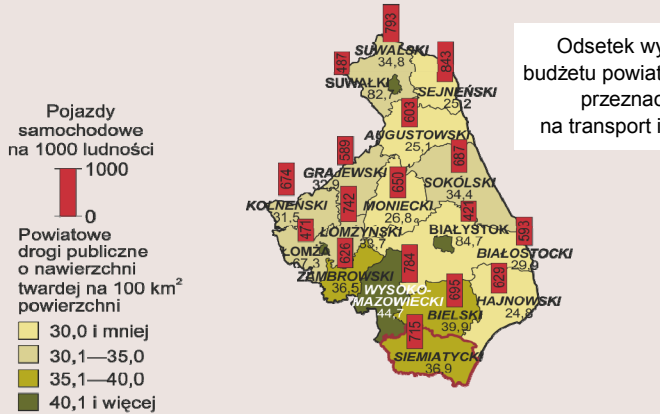 Odsetek wy
budżetu powiat
przeznac
na transport i
Pojazdy
samochodowe
na 1000 ludności
1000
0
Powiatowe
drogi publiczne
o nawierzchni
twardej na 100 km²
powierzchni
30,0 i mniej
30,1—35,0
35,1—40,0
40,1 i więcej
793
SUWALSKI
34,8
487
SUWAŁKI
82,7
843
SEJNEŃSKI
25,2
603
AUGUSTOWSKI
25,1
589
GRAJEWSKI
32,9
687
SOKÓLSKI
34,4
674
KOLNEŃSKI
31,5
742
ŁOMŻYŃSKI
33,7
650
MONIECKI
26,8
471
ŁOMŻA
67,3
421
BIAŁYSTOK
84,7
593
BIAŁOSTOCKI
29,9
626
ZAMBROWSKI
36,5
784
WYSOKO-
MAZOWIECKI
44,7
695
BIELSKI
39,9
629
HAJNOWSKI
24,8
715
SIEMIATYCKI
36,9